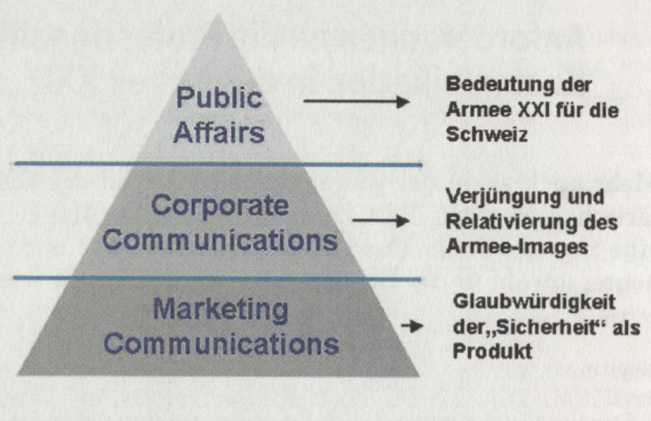 Public
Affairs
Bedeutung der
Armee XXI für die
Schweiz
Corporate
Communications
Verjüngung und
Relativierung des
Armee-Images
Marketing
Communications
Glaubwürdigkeit
der„Sicherheit“ als
Produkt